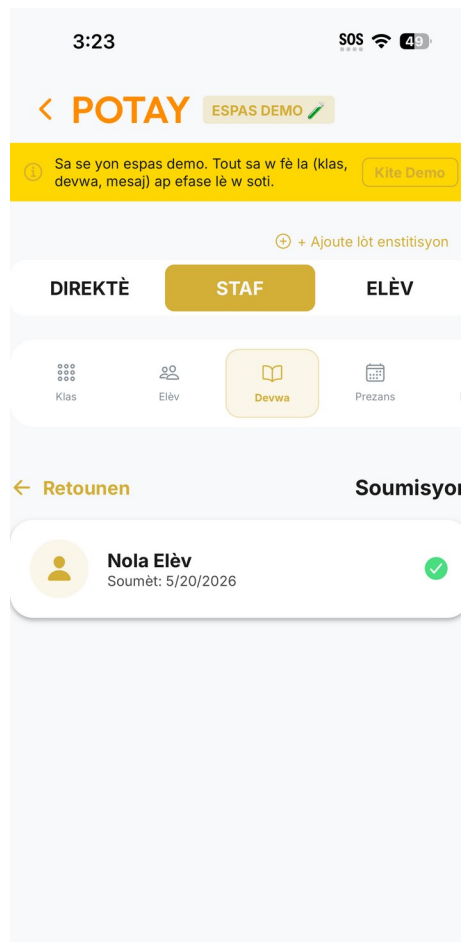 3:23 SOS 49
POTAY ESPAS DEMO
Sa se yon espas demo. Tout sa w fè la (klas,
devwa, mesaj) ap efase lè w soti.
Kite Demo
+ Ajoute lòt enstitisyon
DIREKTÈ STAF ELÈV
Klas Elèv Devwa Prezans
← Retounen Soumisyon
Nola Elèv
Soumèt: 5/20/2026